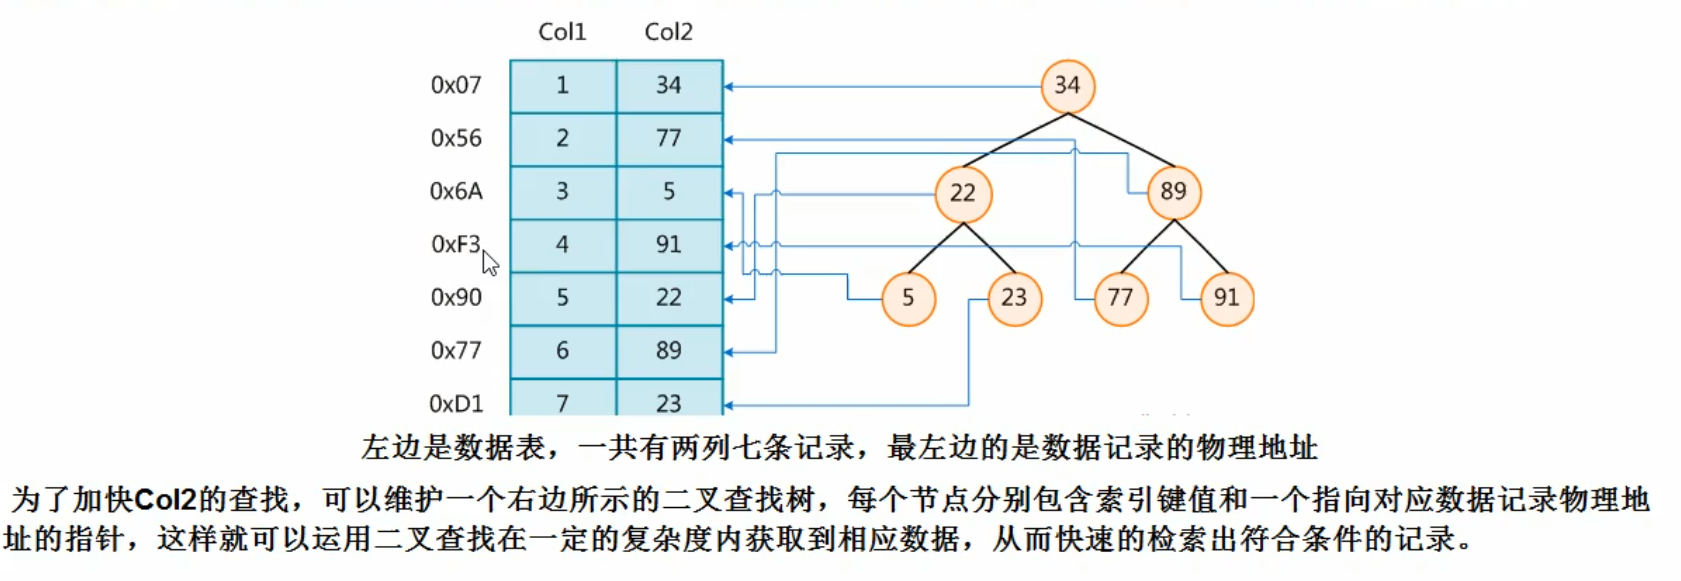 Col1 Col2
0x07 1 34 34
0x56 2 77
0x6A 3 5 22 89
0xF3 4 91
0x90 5 22 5 23 77 91
0x77 6 89
0xD1 7 23
左边是数据表，一共有两列七条记录，最左边的是数据记录的物理地址
为了加快Col2的查找，可以维护一个右边所示的二叉查找树，每个节点分别包含索引键值和一个指向对应数据记录物理地
址的指针，这样就可以运用二叉查找在一定的复杂度内获取到相应数据，从而快速的检索出符合条件的记录。